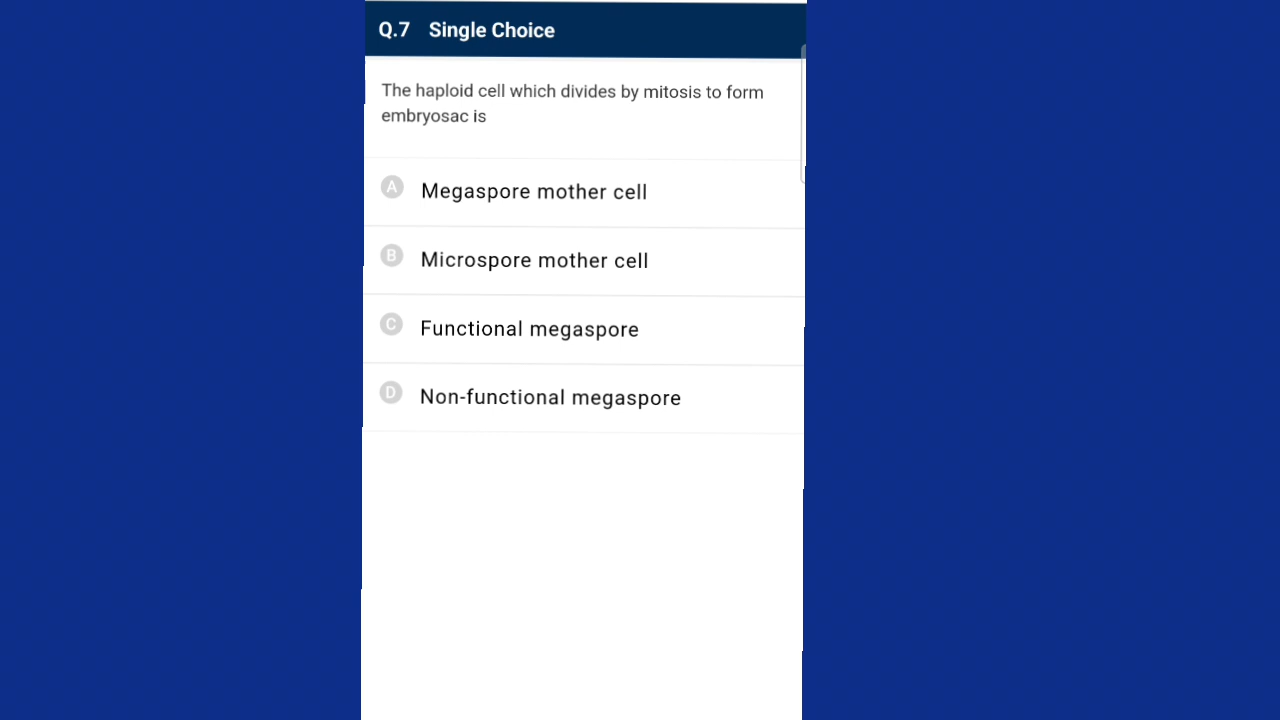 Q.7 Single Choice
The haploid cell which divides by mitosis to form
embryosac is
A Megaspore mother cell
B Microspore mother cell
C Functional megaspore
D Non-functional megaspore